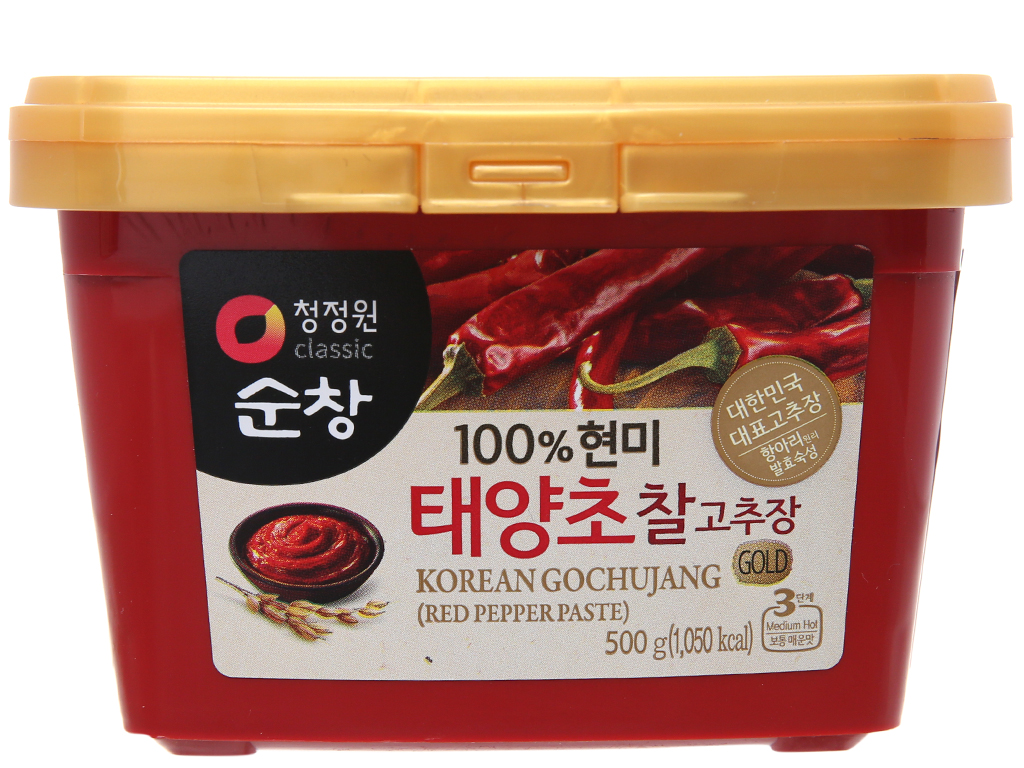 청정원
classic
순창
대한민국
대표고추장
항아리원리
발효숙성
100%현미
태양초찰고추장
GOLD
KOREAN GOCHUJANG
(RED PEPPER PASTE)
3단계
Medium Hot
보통 매운맛
500 g(1,050 kcal)